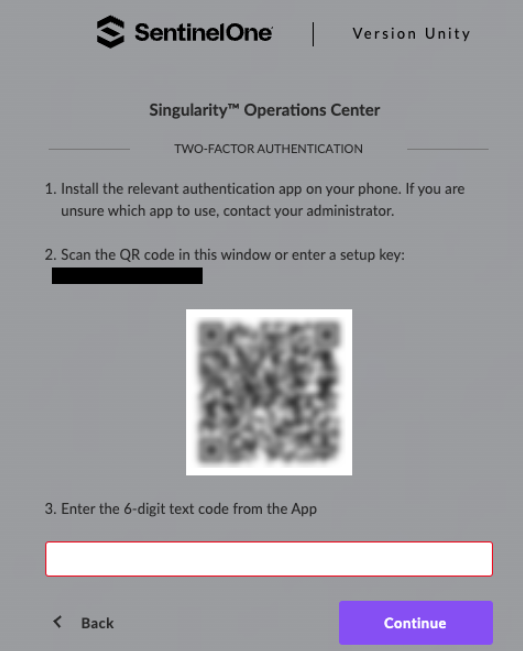 SentinelOne | Version Unity
Singularity™ Operations Center
TWO-FACTOR AUTHENTICATION
1. Install the relevant authentication app on your phone. If you are
unsure which app to use, contact your administrator.
2. Scan the QR code in this window or enter a setup key:
3. Enter the 6-digit text code from the App
Back
Continue